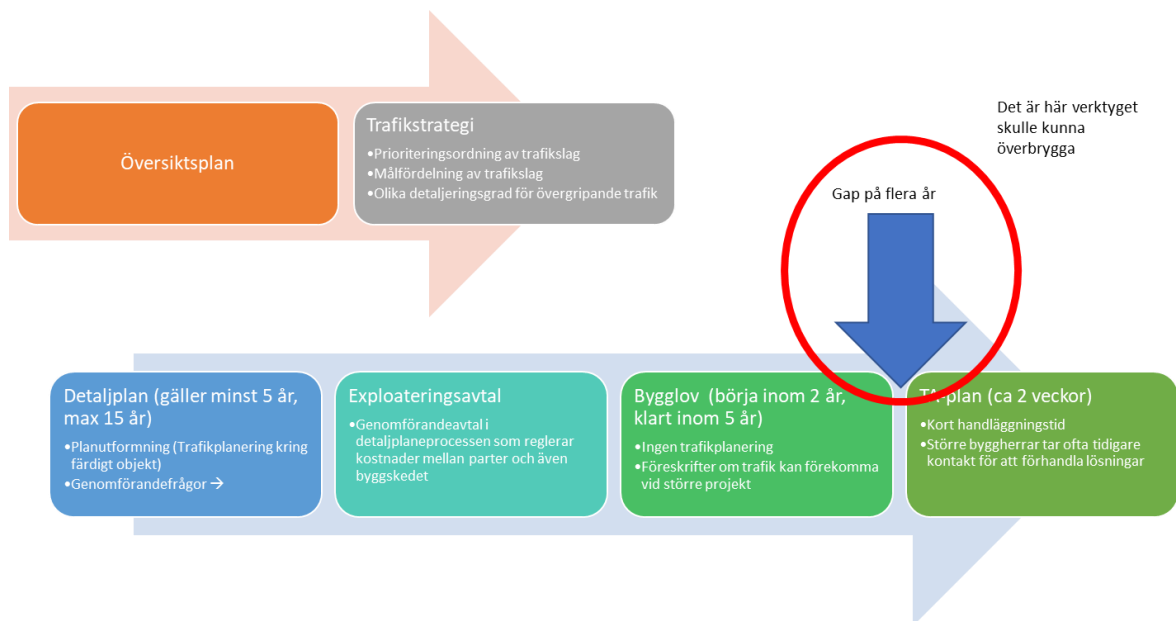 Översiktsplan
Trafikstrategi
•Prioriteringsordning av trafikslag
•Målfördelning av trafikslag
•Olika detaljeringsgrad för övergripande trafik
Det är här verktyget
skulle kunna
överbrygga
Gap på flera år
Detaljplan (gäller minst 5 år,
max 15 år)
•Planutformning (Trafikplanering kring
färdigt objekt)
•Genomförandefrågor →
Exploateringsavtal
•Genomförandeavtal i
detaljplaneprocessen som reglerar
kostnader mellan parter och även
byggskedet
Bygglov (börja inom 2 år,
klart inom 5 år)
•Ingen trafikplanering
•Föreskrifter om trafik kan förekomma
vid större projekt
TA-plan (ca 2 veckor)
•Kort handläggningstid
•Större byggherrar tar ofta tidigare
kontakt för att förhandla lösningar